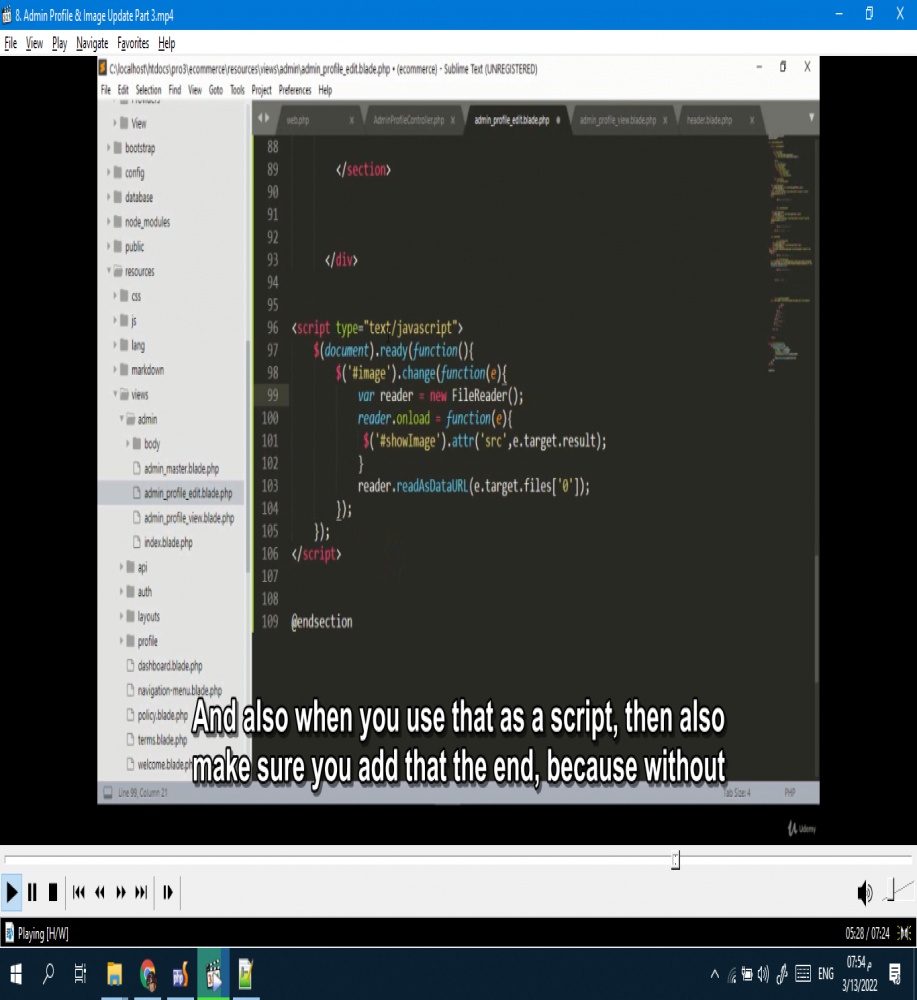 8. Admin Profile & Image Update Part 3.mp4
File View Play Navigate Favorites Help
C:\localhost\htdocs\pro3\ecommerce\resources\views\admin\admin_profile_edit.blade.php • (ecommerce) - Sublime Text (UNREGISTERED)
File Edit Selection Find View Goto Tools Project Preferences Help
Providers
View
bootstrap
config
database
node_modules
public
resources
css
js
lang
markdown
views
admin
body
admin_master.blade.php
admin_profile_edit.blade.php
admin_profile_view.blade.php
index.blade.php
api
auth
layouts
profile
dashboard.blade.php
navigation-menu.blade.php
policy.blade.php
terms.blade.php
welcome.blade.ph
web.php AdminProfileController.php admin_profile_edit.blade.php admin_profile_view.blade.php header.blade.php
88
89 </section>
90
91
92
93 </div>
94
95
96 <script type="text/javascript">
97 $(document).ready(function(){
98 $('#image').change(function(e){
99 var reader = new FileReader();
100 reader.onload = function(e){
101 $('#showImage').attr('src',e.target.result);
102 }
103 reader.readAsDataURL(e.target.files['0']);
104 });
105 });
106 </script>
107
108
109 @endsection
And also when you use that as a script, then also
make sure you add that the end, because without
Line 99, Column 21 Tab Size: 4 PHP
Udemy
Playing [H/W] 05:28 / 07:24
ENG
07:54 م
3/13/2022